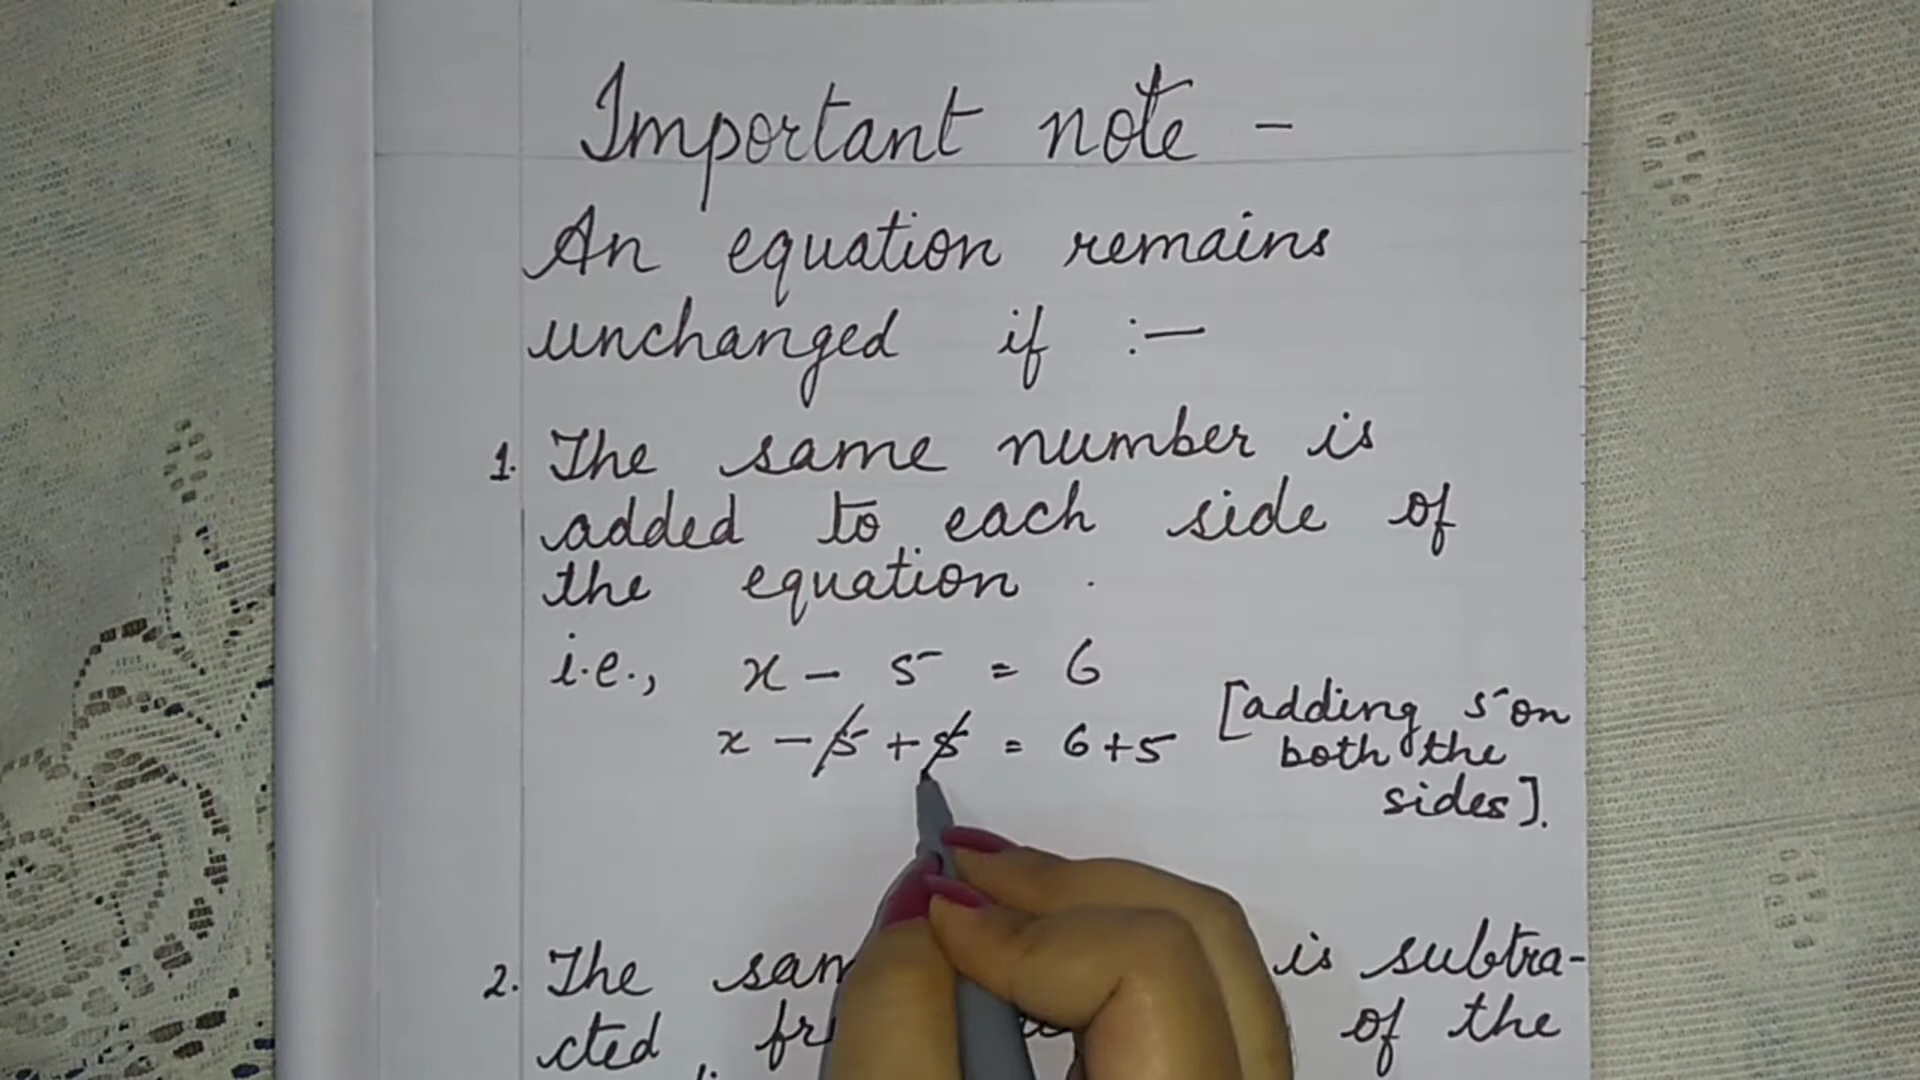 Important note -
An equation remains
unchanged if :-
1. The same number is
added to each side of
the equation.
i.e., x - 5 = 6
x - 5 + 5 = 6+5 [adding 5 on
both the
sides].
2. The is subtra-
cted of the